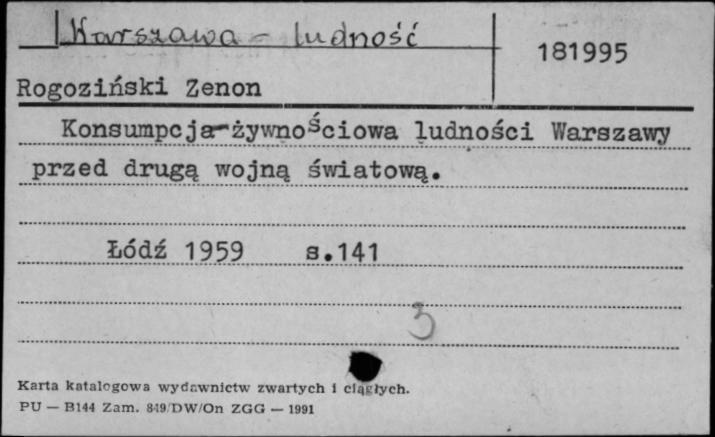 Warszawa - ludność
181995
Rogoziński Zenon
Konsumpcja żywnościowa ludności Warszawy
przed drugą wojną światową.
Łódź 1959 s.141
3
Karta katalogowa wydawnictw zwartych i ciągłych.
PU — B144 Zam. 849/DW/On ZGG — 1991